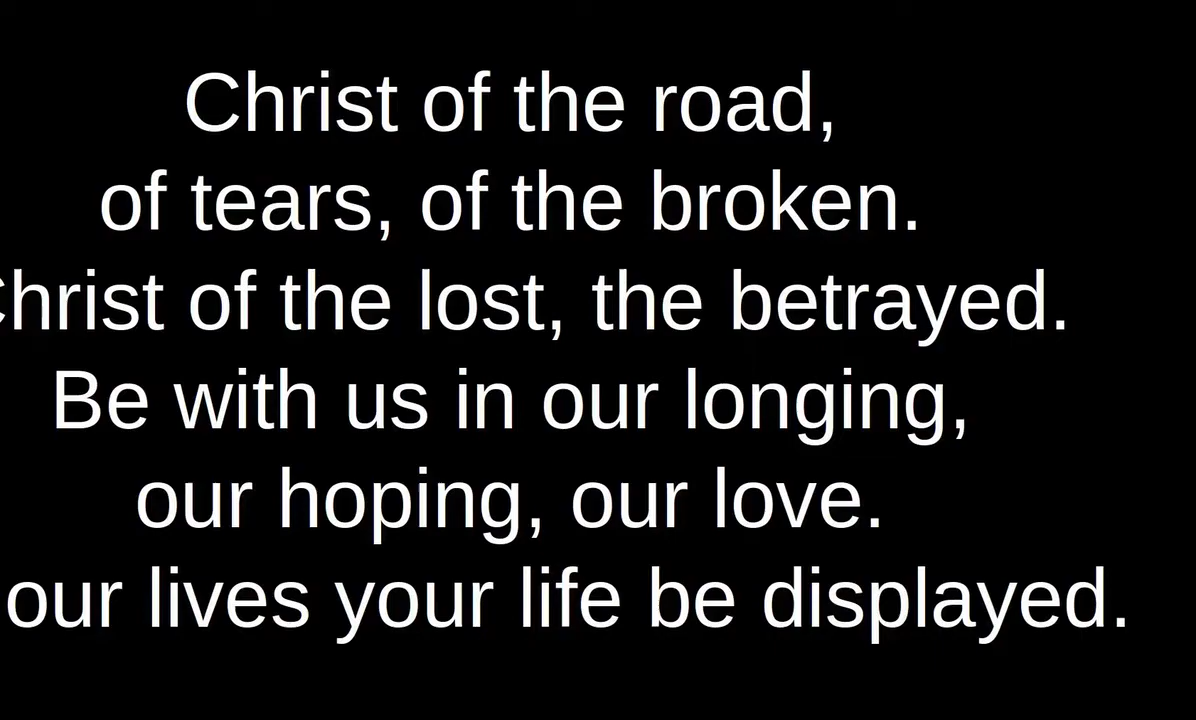 Christ of the road,
of tears, of the broken.
Christ of the lost, the betrayed.
Be with us in our longing,
our hoping, our love.
our lives your life be displayed.